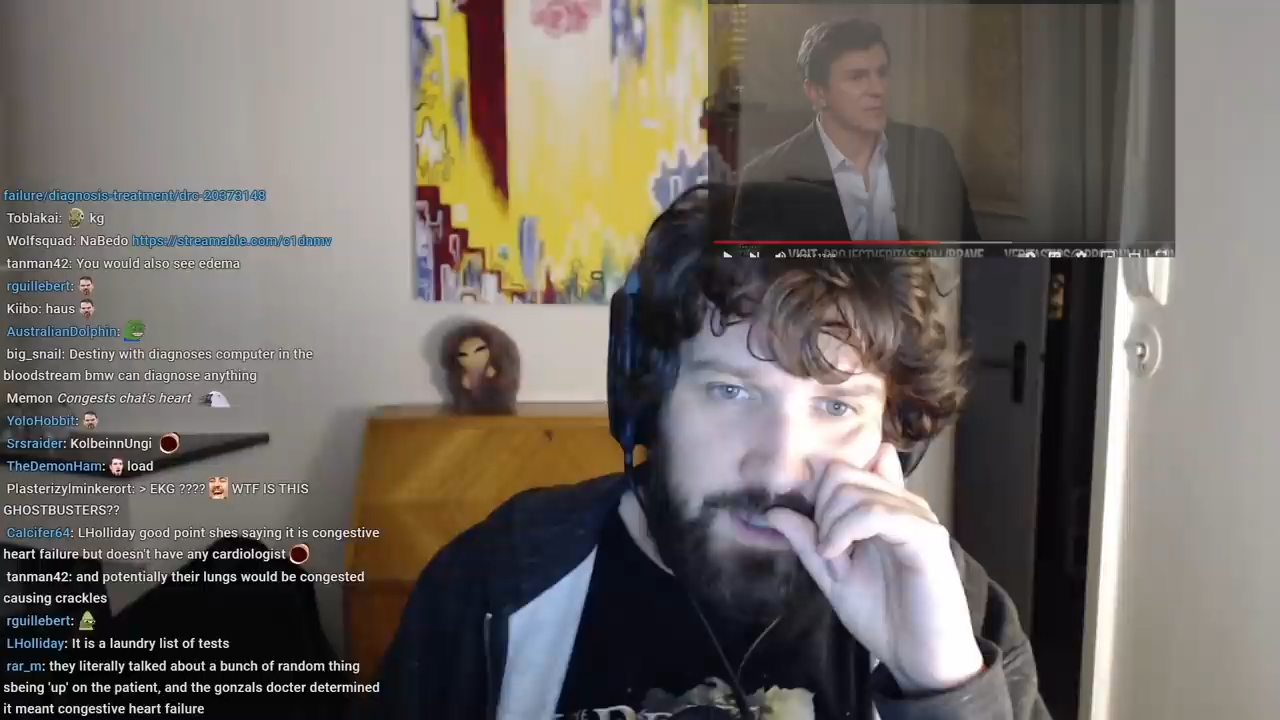 failure/diagnosis-treatment/drc-20373148
Toblakai: kg
Wolfsquad: NaBedo https://streamable.com/c1dnmv
tanman42: You would also see edema
rguillebert:
Kiibo: haus
AustralianDolphin:
big_snail: Destiny with diagnoses computer in the
bloodstream bmw can diagnose anything
Memon Congests chat's heart
YoloHobbit:
Srsraider: KolbeinnUngi
TheDemonHam: load
Plasterizylminkerort: > EKG ???? WTF IS THIS
GHOSTBUSTERS??
Calcifer64: LHolliday good point shes saying it is congestive
heart failure but doesn't have any cardiologist
tanman42: and potentially their lungs would be congested
causing crackles
rguillebert:
LHolliday: It is a laundry list of tests
rar_m: they literally talked about a bunch of random thing
sbeing 'up' on the patient, and the gonzals docter determined
it meant congestive heart failure
VISIT: PROJECTVERITAS.COM/BRAVE